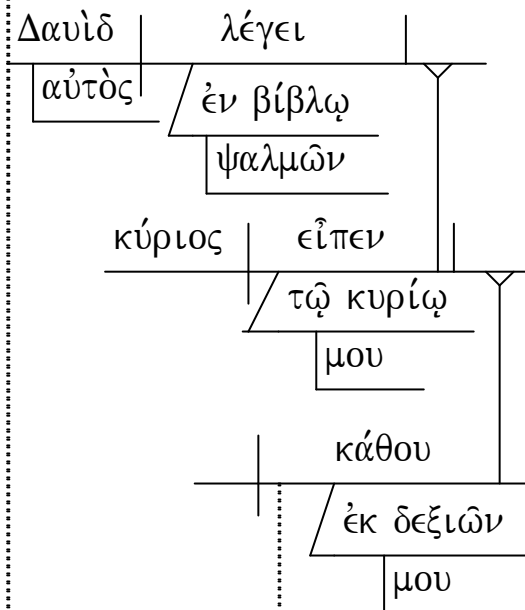 Δαυὶδ λέγει
αὐτὸς ἐν βίβλῳ
ψαλμῶν
κύριος εἶπεν
τῷ κυρίῳ
μου
κάθου
ἐκ δεξιῶν
μου